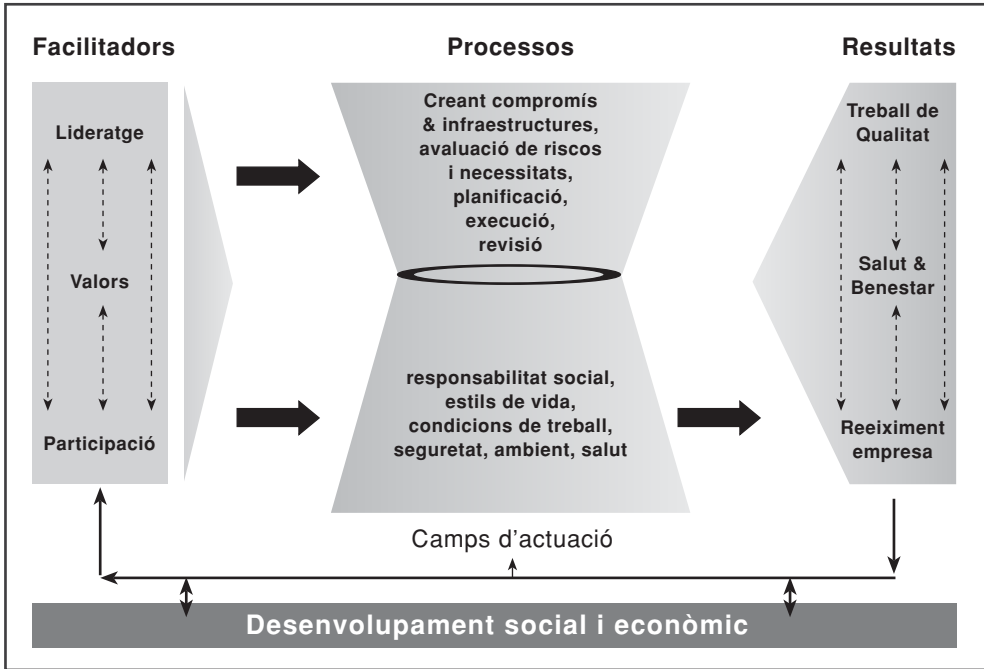 Facilitadors
Processos
Resultats
Lideratge
Valors
Participació
Creant compromís
& infraestructures,
avaluació de riscos
i necessitats,
planificació,
execució,
revisió
responsabilitat social,
estils de vida,
condicions de treball,
seguretat, ambient, salut
Treball de
Qualitat
Salut &
Benestar
Reeiximent
empresa
Camps d'actuació
Desenvolupament social i econòmic